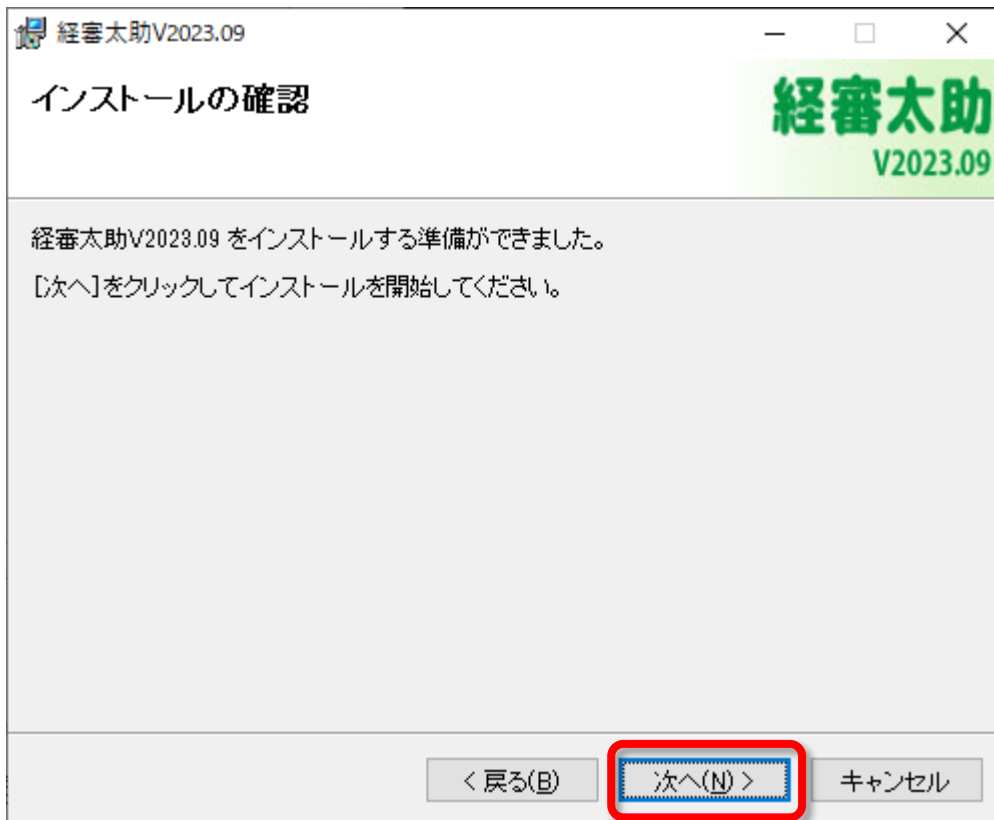 経審太助V2023.09
インストールの確認
経審太助
V2023.09
経審太助V2023.09 をインストールする準備ができました。
[次へ]をクリックしてインストールを開始してください。
< 戻る(B)
次へ(N) >
キャンセル